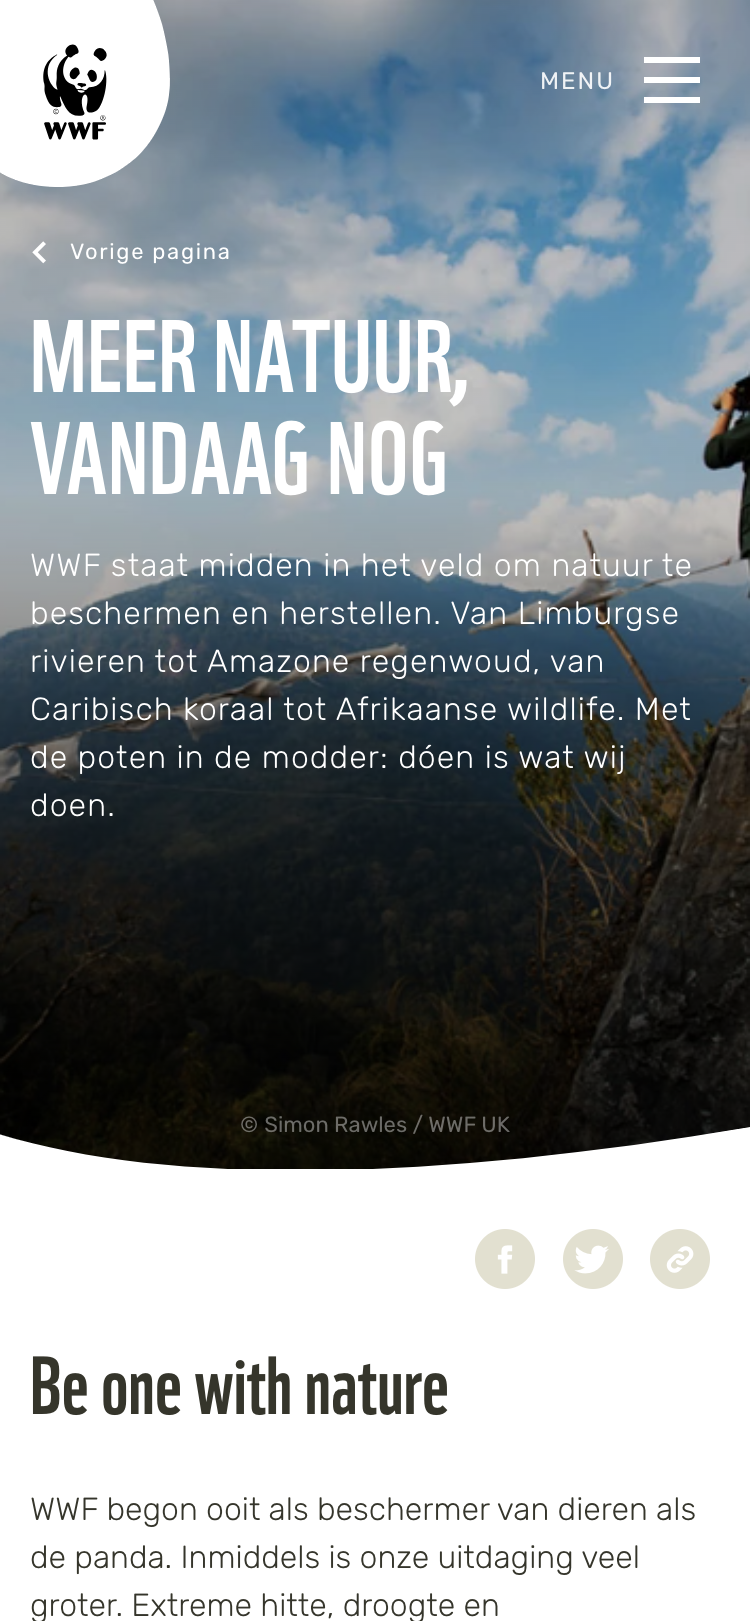 WWF
MENU
Vorige pagina
MEER NATUUR,
VANDAAG NOG
WWF staat midden in het veld om natuur te
beschermen en herstellen. Van Limburgse
rivieren tot Amazone regenwoud, van
Caribisch koraal tot Afrikaanse wildlife. Met
de poten in de modder: dóen is wat wij
doen.
© Simon Rawles / WWF UK
Be one with nature
WWF begon ooit als beschermer van dieren als
de panda. Inmiddels is onze uitdaging veel
groter. Extreme hitte, droogte en